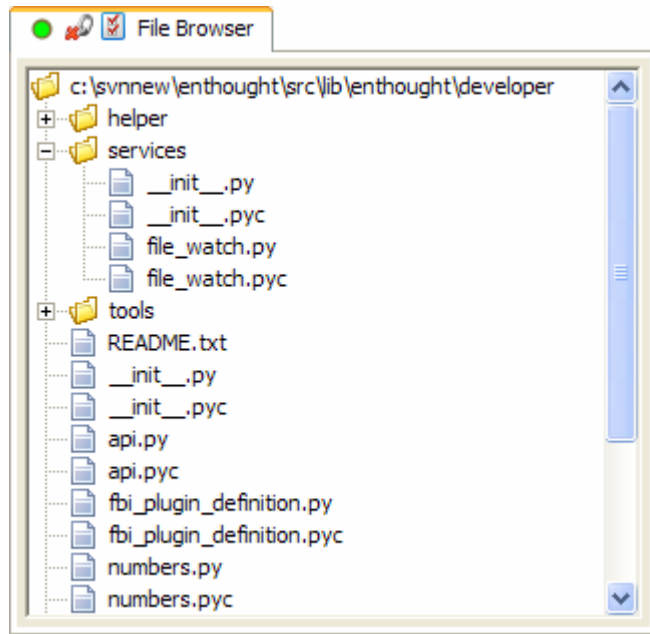 File Browser
c:\svnnew\enthought\src\lib\enthought\developer
helper
services
__init__.py
__init__.pyc
file_watch.py
file_watch.pyc
tools
README.txt
__init__.py
__init__.pyc
api.py
api.pyc
fbi_plugin_definition.py
fbi_plugin_definition.pyc
numbers.py
numbers.pyc